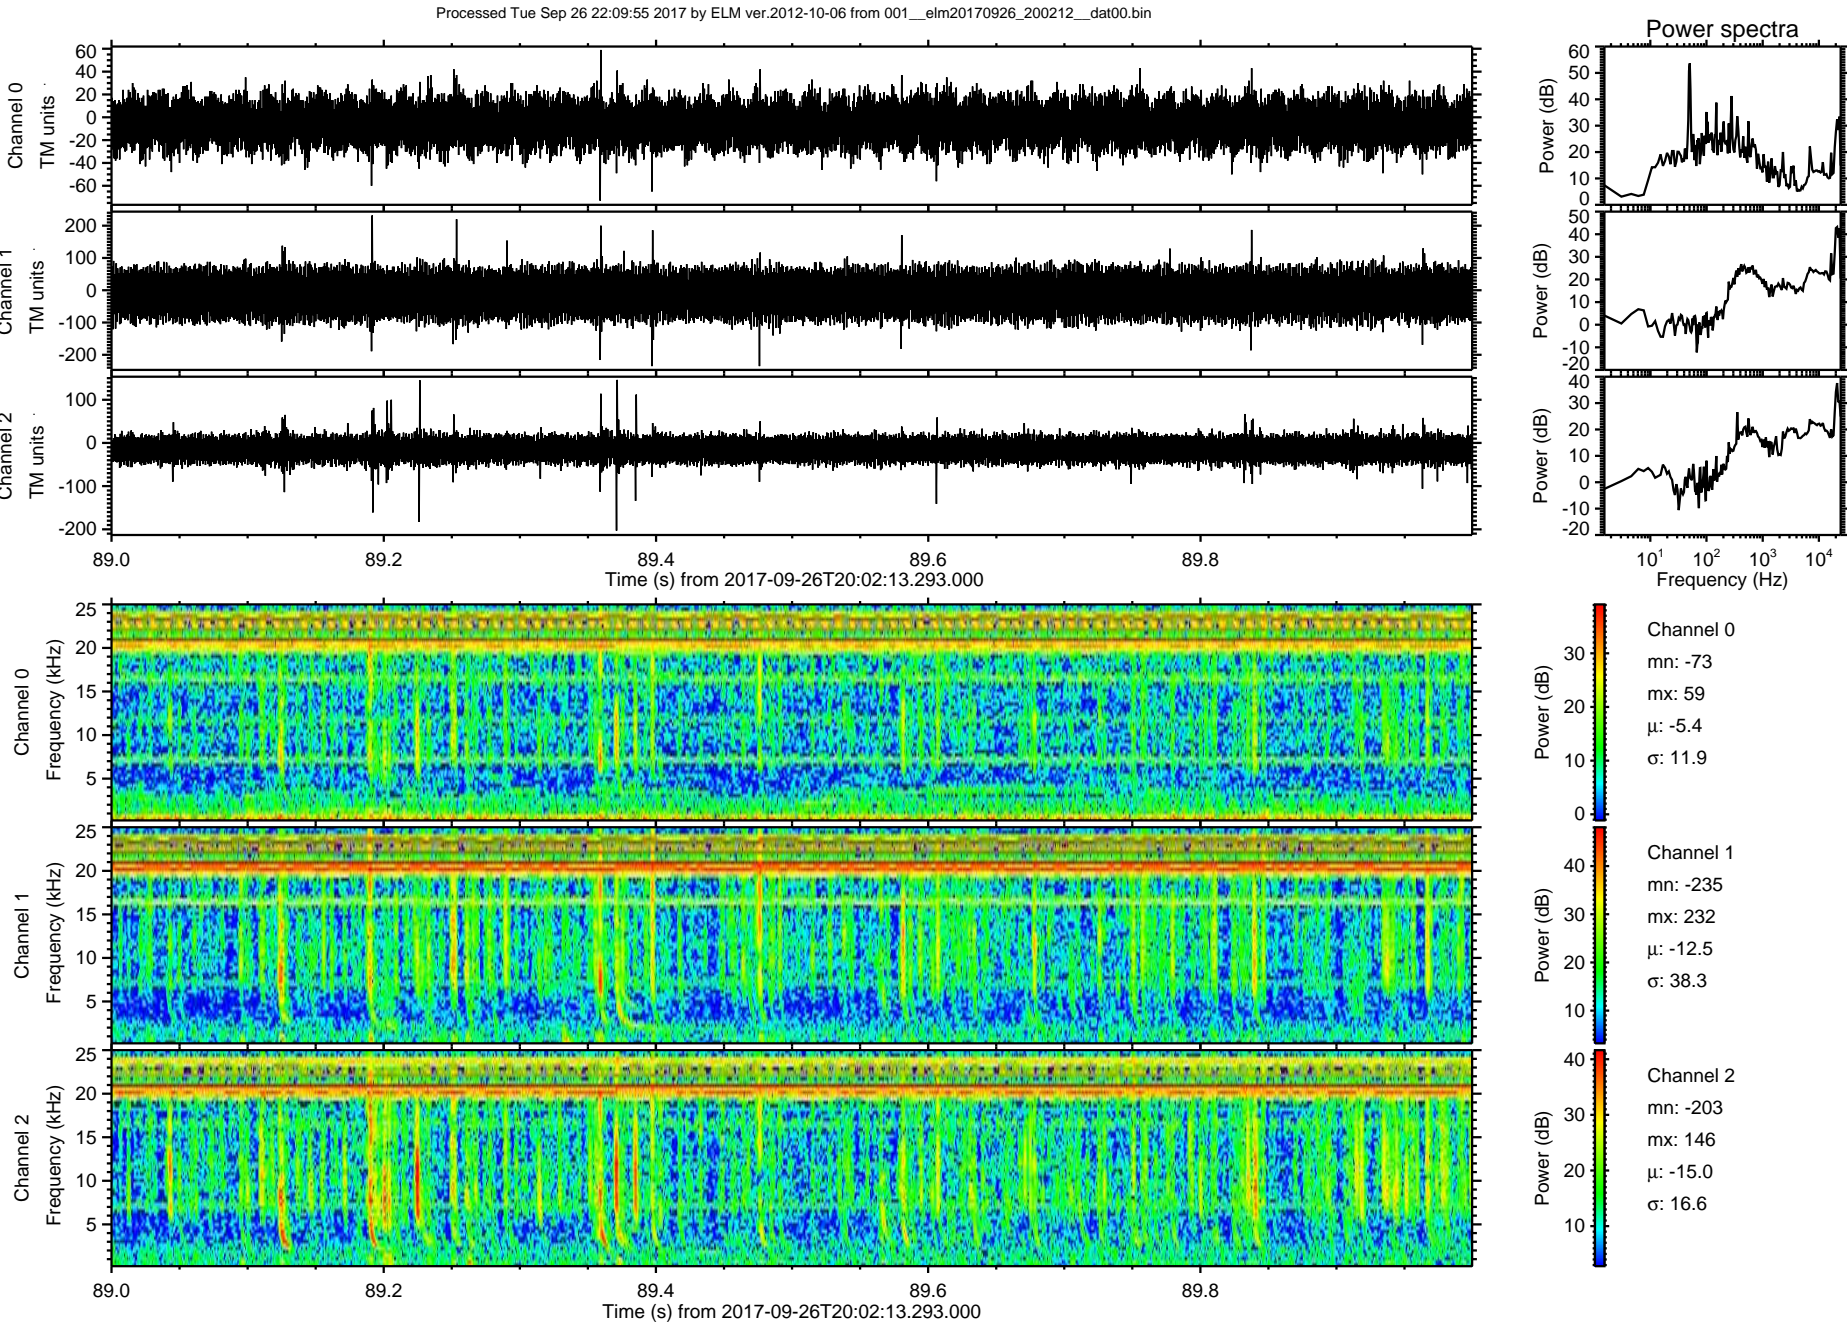 Processed Tue Sep 26 22:09:55 2017 by ELM ver.2012-10-06 from 001__elm20170926_200212__dat00.bin
Power spectra
Channel 0
TM units
60
40
20
0
-20
-40
-60
Power (dB)
60
50
40
30
20
10
0
Channel 1
TM units
200
100
0
-100
-200
Power (dB)
50
40
30
20
10
0
-10
-20
Channel 2
TM units
100
0
-100
-200
Power (dB)
40
30
20
10
0
-10
-20
89.0 89.2 89.4 89.6 89.8
Time (s) from 2017-09-26T20:02:13.293.000
10¹ 10² 10³ 10⁴
Frequency (Hz)
Channel 0
Frequency (kHz)
25
20
15
10
5
Power (dB)
30
20
10
0
Channel 0
mn: -73
mx: 59
μ: -5.4
σ: 11.9
Channel 1
Frequency (kHz)
25
20
15
10
5
Power (dB)
40
30
20
10
Channel 1
mn: -235
mx: 232
μ: -12.5
σ: 38.3
Channel 2
Frequency (kHz)
25
20
15
10
5
Power (dB)
40
30
20
10
Channel 2
mn: -203
mx: 146
μ: -15.0
σ: 16.6
89.0 89.2 89.4 89.6 89.8
Time (s) from 2017-09-26T20:02:13.293.000